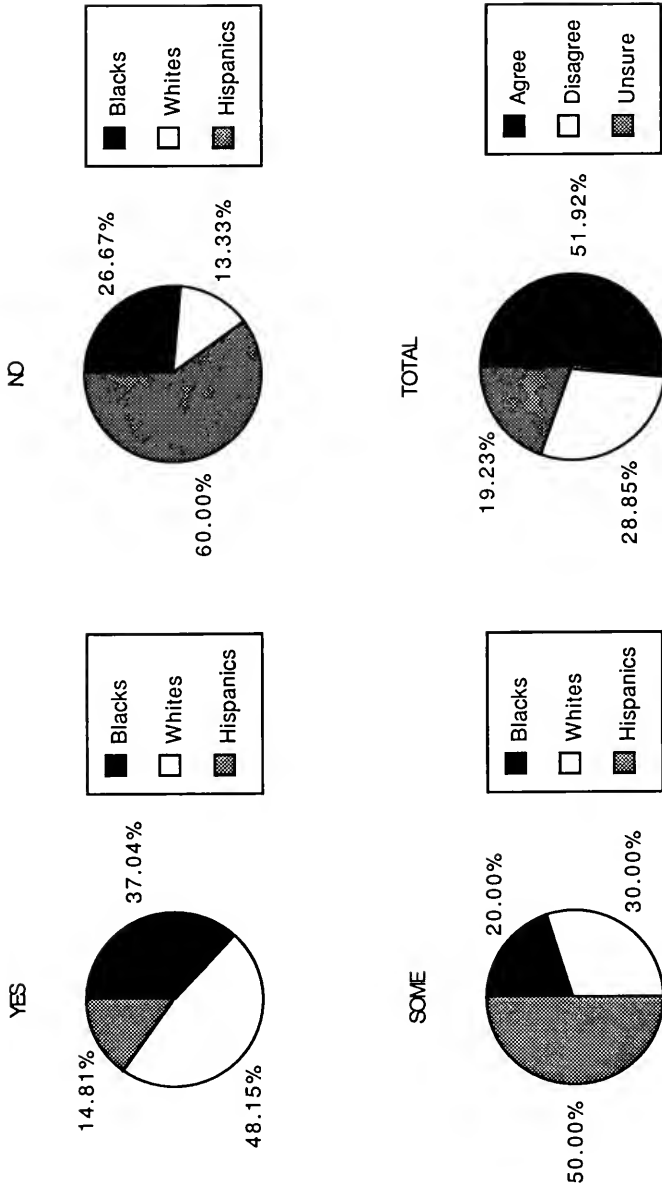 YES
14.81%
37.04%
48.15%
Blacks
Whites
Hispanics
NO
26.67%
13.33%
60.00%
Blacks
Whites
Hispanics
SOME
20.00%
30.00%
50.00%
Blacks
Whites
Hispanics
TOTAL
19.23%
51.92%
28.85%
Agree
Disagree
Unsure